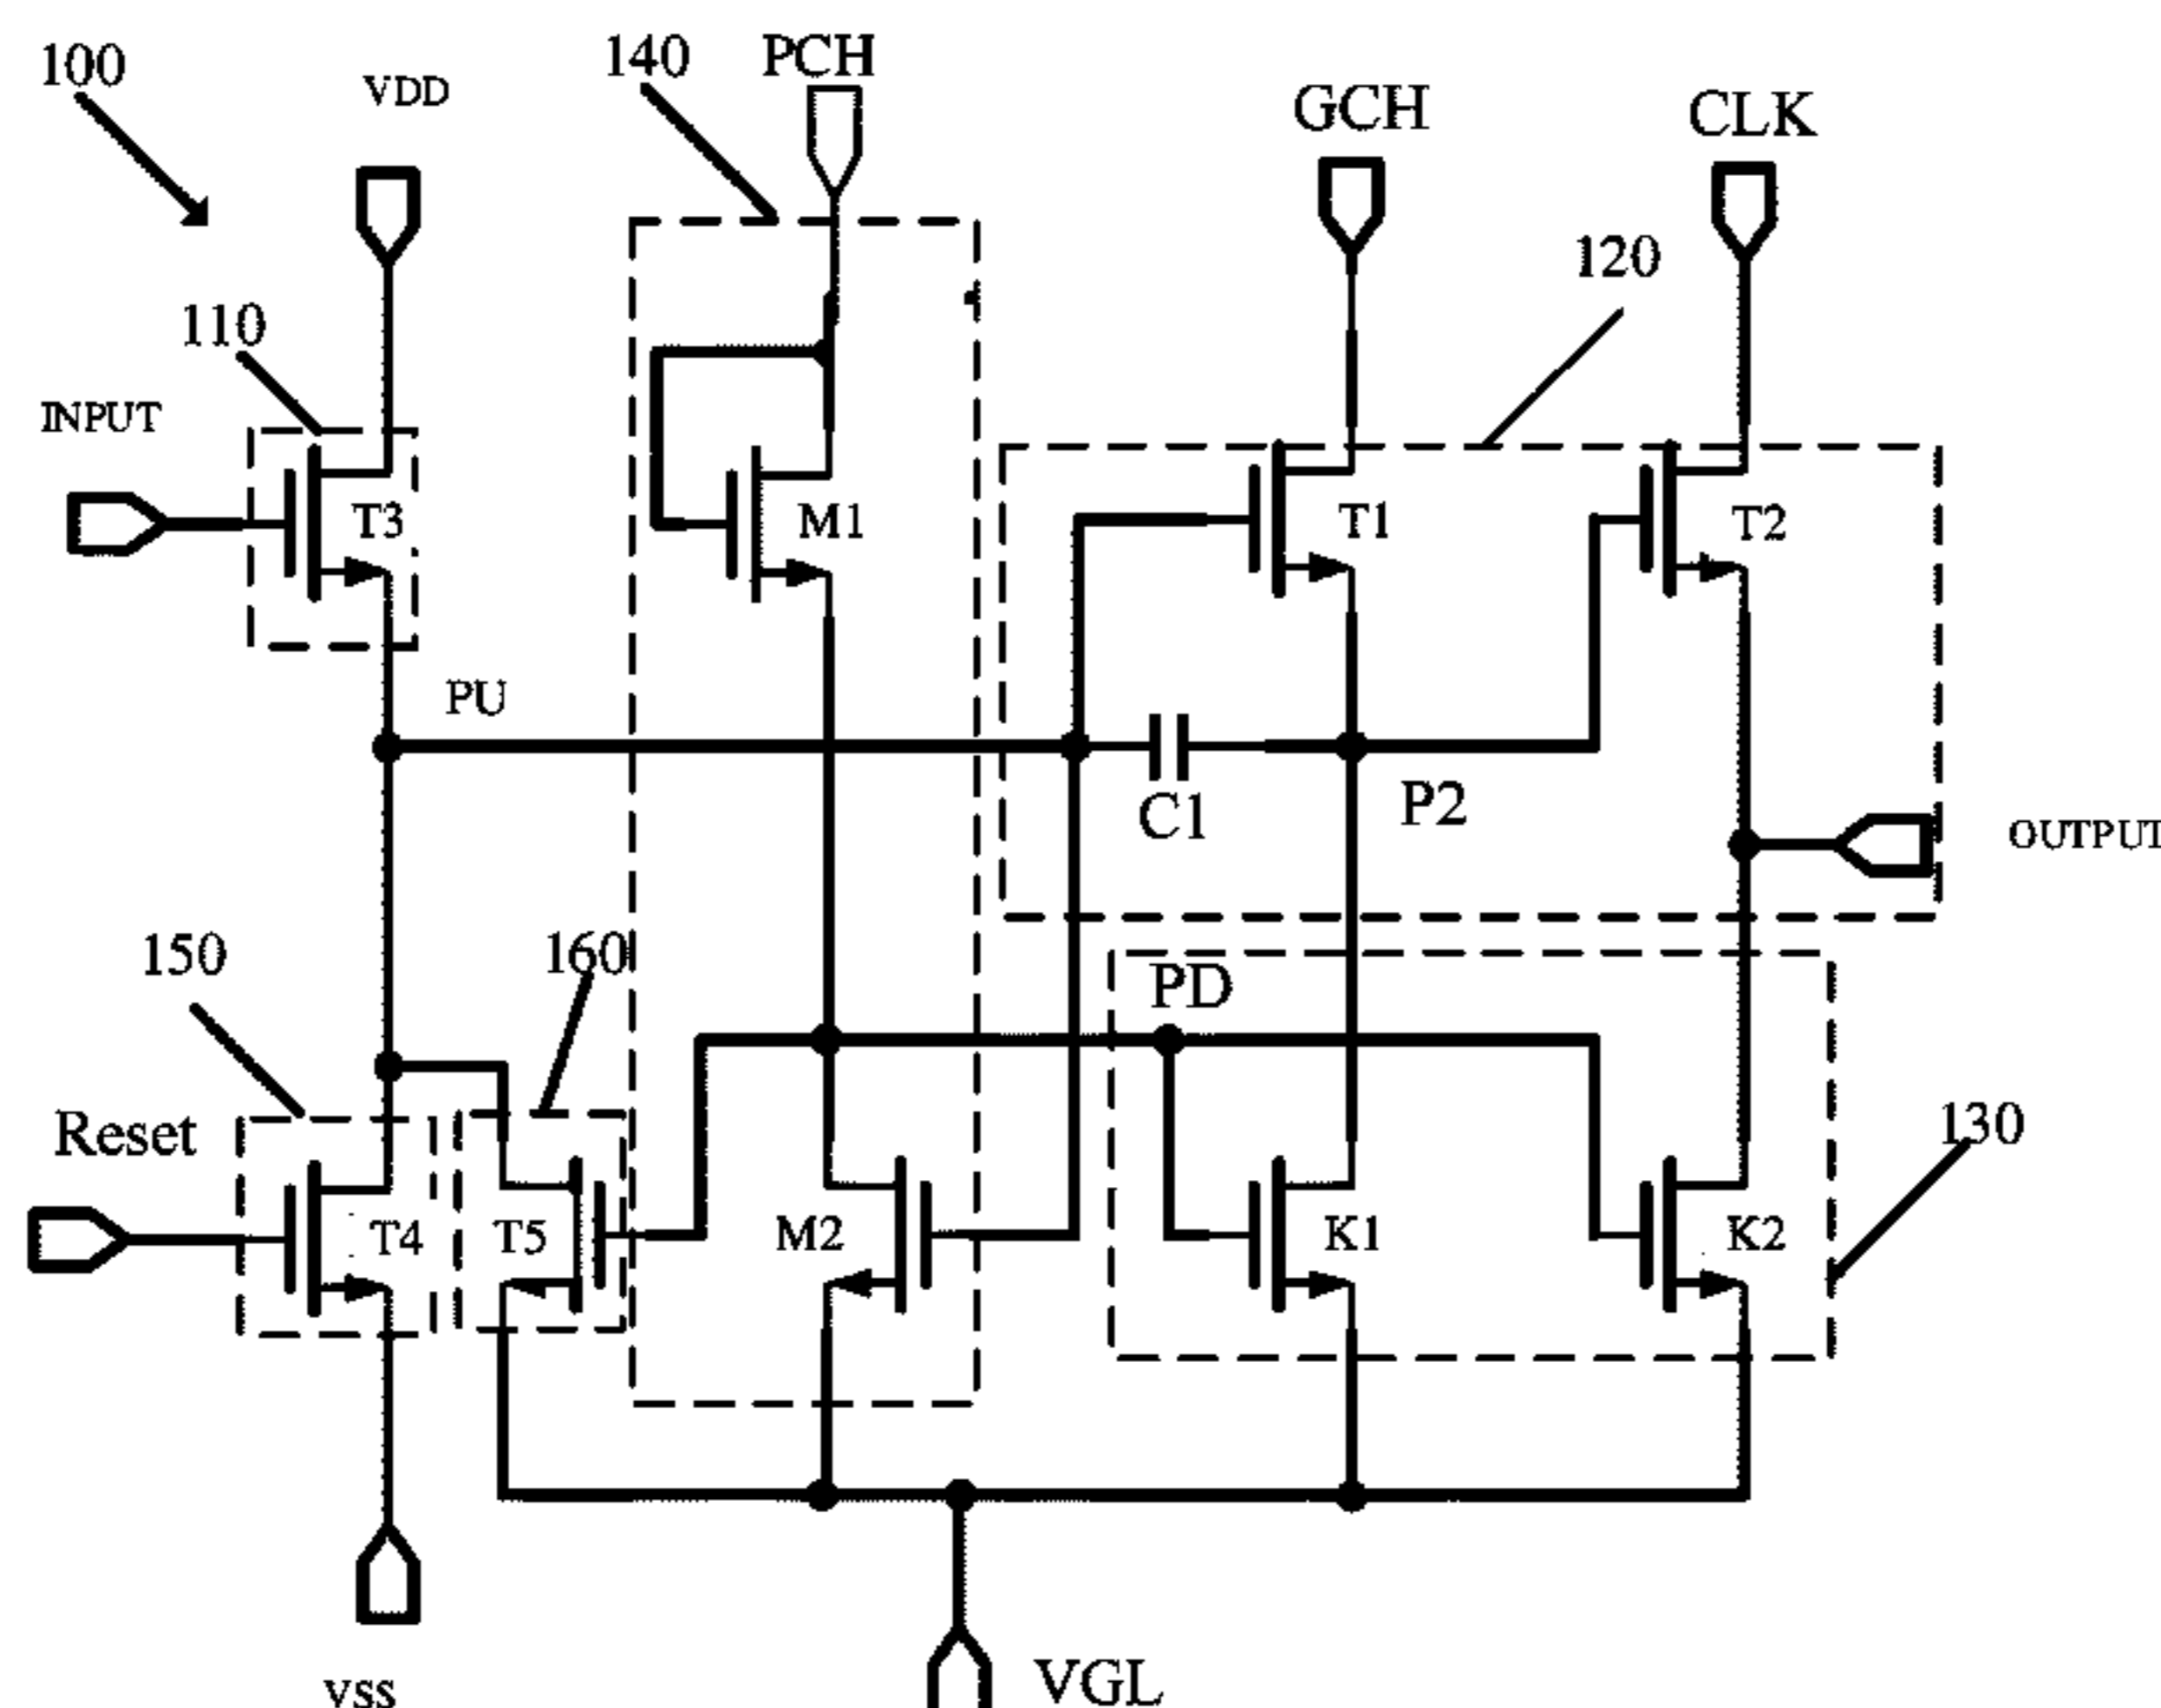 100
VDD
140
PCH
GCH
CLK
110
120
INPUT
T3
M1
T1
T2
PU
C1
P2
OUTPUT
150
160
PD
Reset
130
T4
T5
M2
K1
K2
VSS
VGL